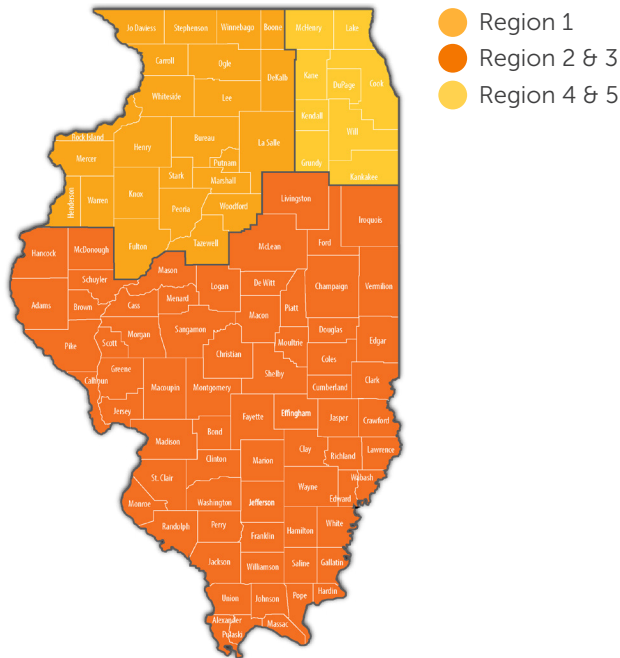 Region 1
Region 2 & 3
Region 4 & 5
Jo Daviess Stephenson Winnebago Boone McHenry Lake
Carroll Ogle DeKalb Kane DuPage Cook
Whiteside Lee Kendall Will
Rock Island Henry Bureau La Salle Grundy Kankakee
Mercer Putnam
Henderson Warren Knox Stark Marshall
Peoria Woodford
Fulton Tazewell
Livingston Iroquois
Hancock McDonough McLean Ford
Schuyler Mason
Adams Brown Cass Menard Logan De Witt Champaign Vermilion
Piatt
Macon
Pike Scott Morgan Sangamon Christian Moultrie Douglas Edgar
Coles
Calhoun Greene Shelby
Macoupin Montgomery Cumberland Clark
Jersey
Fayette Effingham Jasper Crawford
Madison Bond
Clay Richland Lawrence
Clinton Marion
St. Clair Wayne Wabash
Edward
Monroe Washington Jefferson
Randolph Perry Hamilton White
Franklin
Jackson Williamson Saline Gallatin
Union Johnson Pope Hardin
Alexander Pulaski Massac